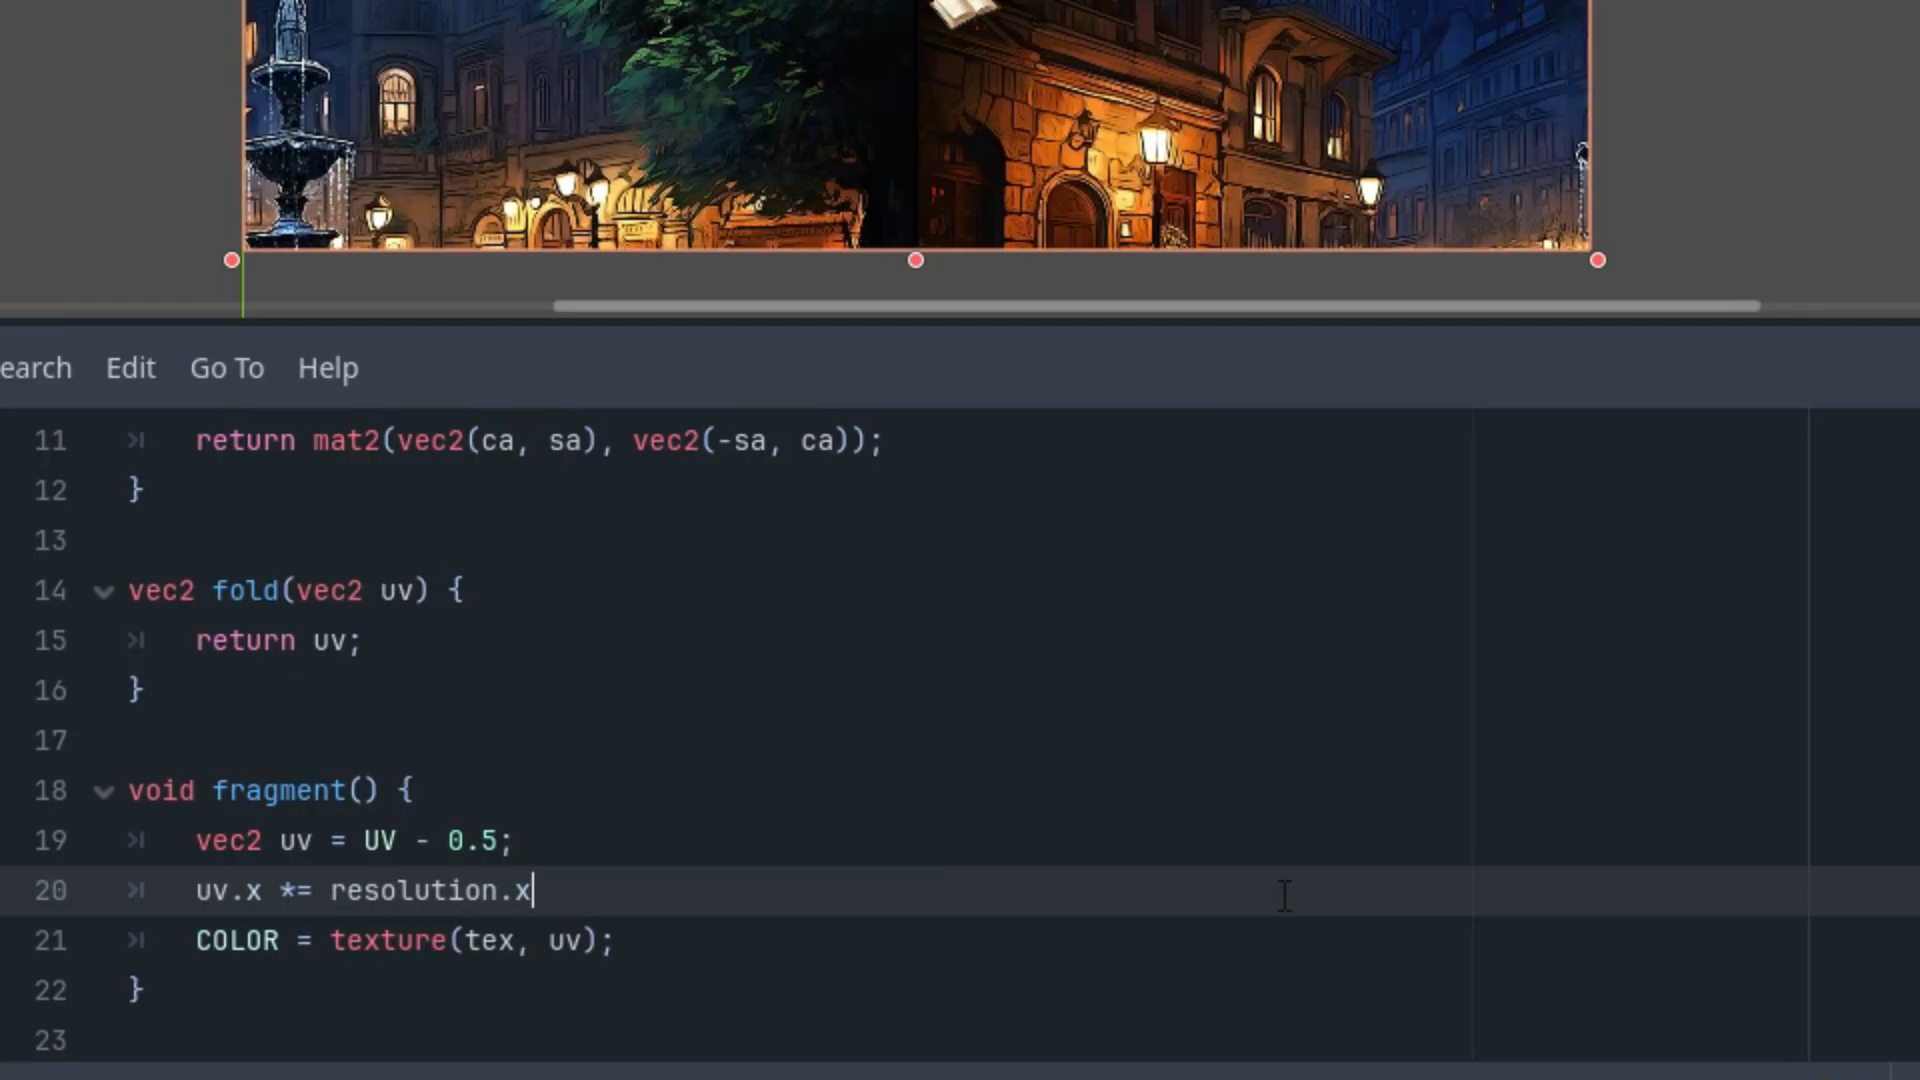 earch Edit Go To Help
11 return mat2(vec2(ca, sa), vec2(-sa, ca));
12 }
13
14 vec2 fold(vec2 uv) {
15 return uv;
16 }
17
18 void fragment() {
19 vec2 uv = UV - 0.5;
20 uv.x *= resolution.x
21 COLOR = texture(tex, uv);
22 }
23